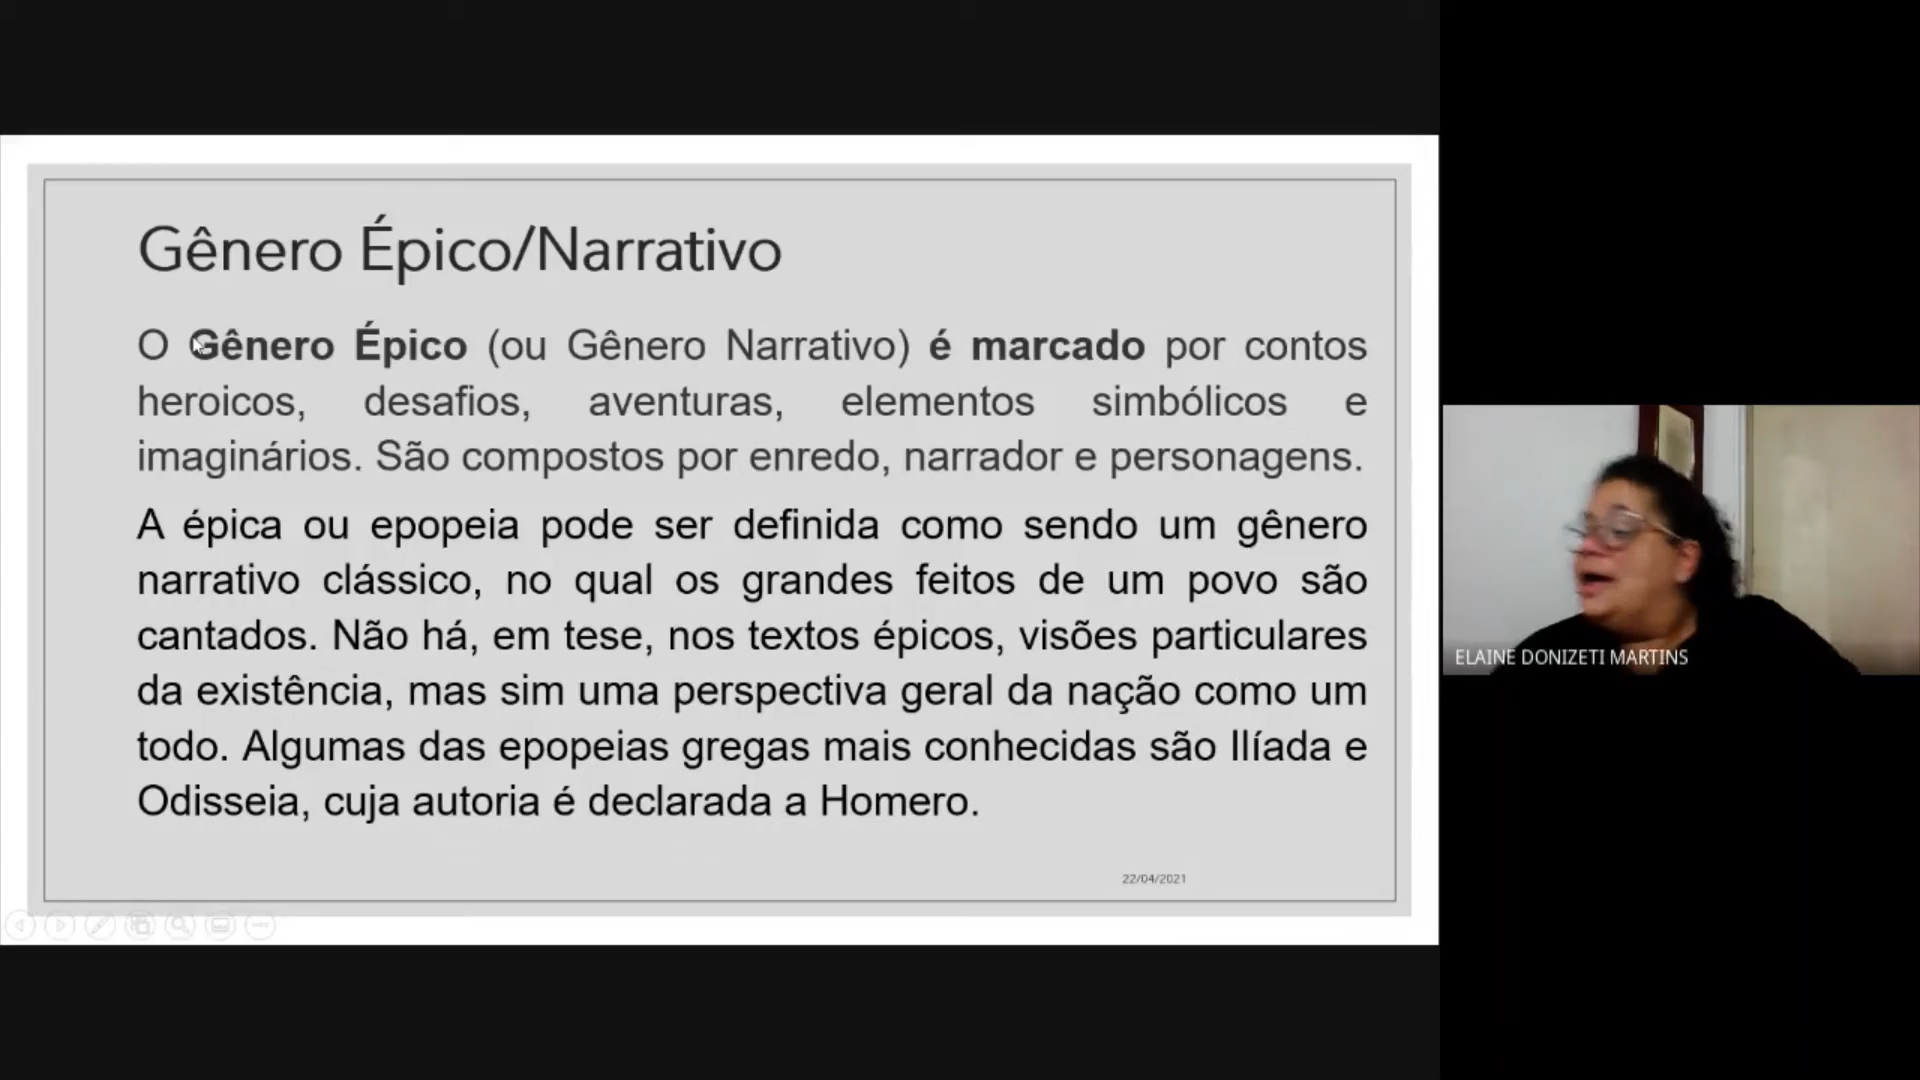 Gênero Épico/Narrativo
O Gênero Épico (ou Gênero Narrativo) é marcado por contos
heroicos, desafios, aventuras, elementos simbólicos e
imaginários. São compostos por enredo, narrador e personagens.
A épica ou epopeia pode ser definida como sendo um gênero
narrativo clássico, no qual os grandes feitos de um povo são
cantados. Não há, em tese, nos textos épicos, visões particulares
da existência, mas sim uma perspectiva geral da nação como um
todo. Algumas das epopeias gregas mais conhecidas são Ilíada e
Odisseia, cuja autoria é declarada a Homero.
22/04/2021
ELAINE DONIZETI MARTINS